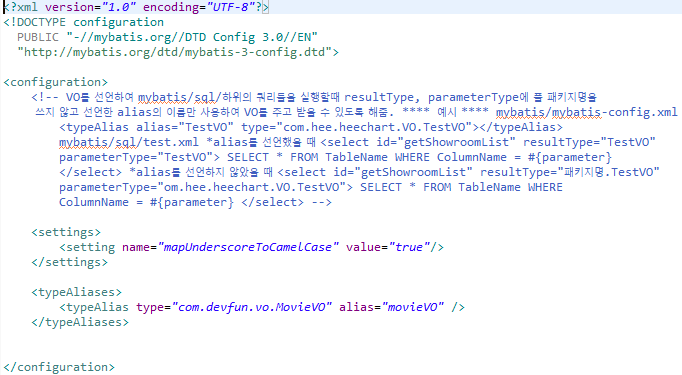 <?xml version="1.0" encoding="UTF-8"?>
<!DOCTYPE configuration
PUBLIC "-//mybatis.org//DTD Config 3.0//EN"
"http://mybatis.org/dtd/mybatis-3-config.dtd">
<configuration>
<!-- VO를 선언하여 mybatis/sql/하위의 쿼리들을 실행할때 resultType, parameterType에 풀 패키지명을
쓰지 않고 선언한 alias의 이름만 사용하여 VO를 주고 받을 수 있도록 해줌. **** 예시 **** mybatis/mybatis-config.xml
<typeAlias alias="TestVO" type="com.hee.heechart.VO.TestVO"></typeAlias>
mybatis/sql/test.xml *alias를 선언했을 때 <select id="getShowroomList" resultType="TestVO"
parameterType="TestVO"> SELECT * FROM TableName WHERE ColumnName = #{parameter}
</select> *alias를 선언하지 않았을 때 <select id="getShowroomList" resultType="패키지명.TestVO"
parameterType="om.hee.heechart.VO.TestVO"> SELECT * FROM TableName WHERE
ColumnName = #{parameter} </select> -->
<settings>
<setting name="mapUnderscoreToCamelCase" value="true"/>
</settings>
<typeAliases>
<typeAlias type="com.devfun.vo.MovieVO" alias="movieVO" />
</typeAliases>
</configuration>